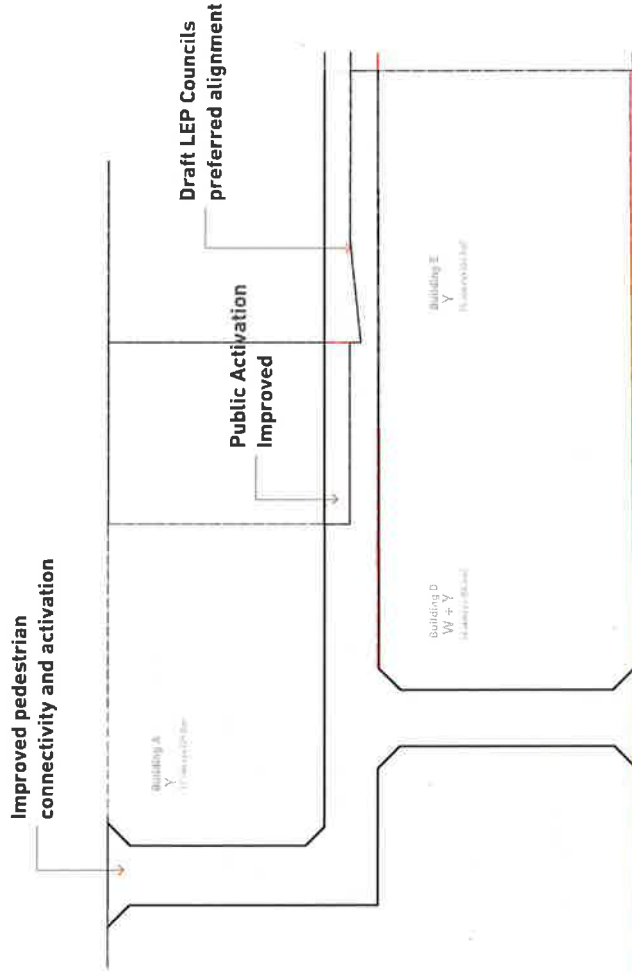 Improved pedestrian
connectivity and activation
Public Activation
Improved
Draft LEP Councils
preferred alignment
Building A
Y
Building D
W + Y
Building E
Y